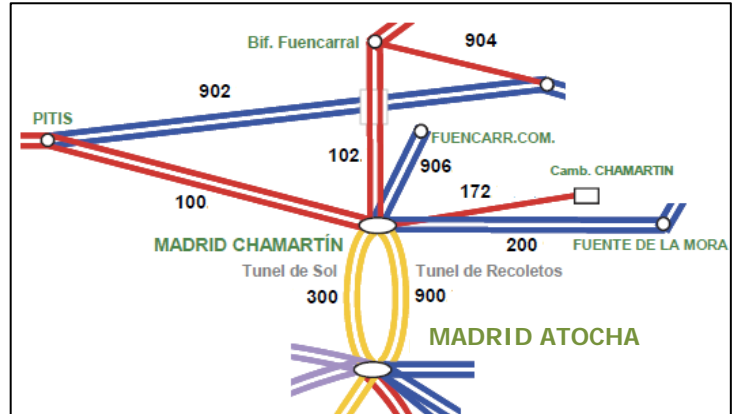 904
Bif. Fuencarral
902
PITIS
FUENCARR.COM.
102
906
Camb. CHAMARTIN
172
100
MADRID CHAMARTÍN
200
FUENTE DE LA MORA
Tunel de Sol
Tunel de Recoletos
300
900
MADRID ATOCHA